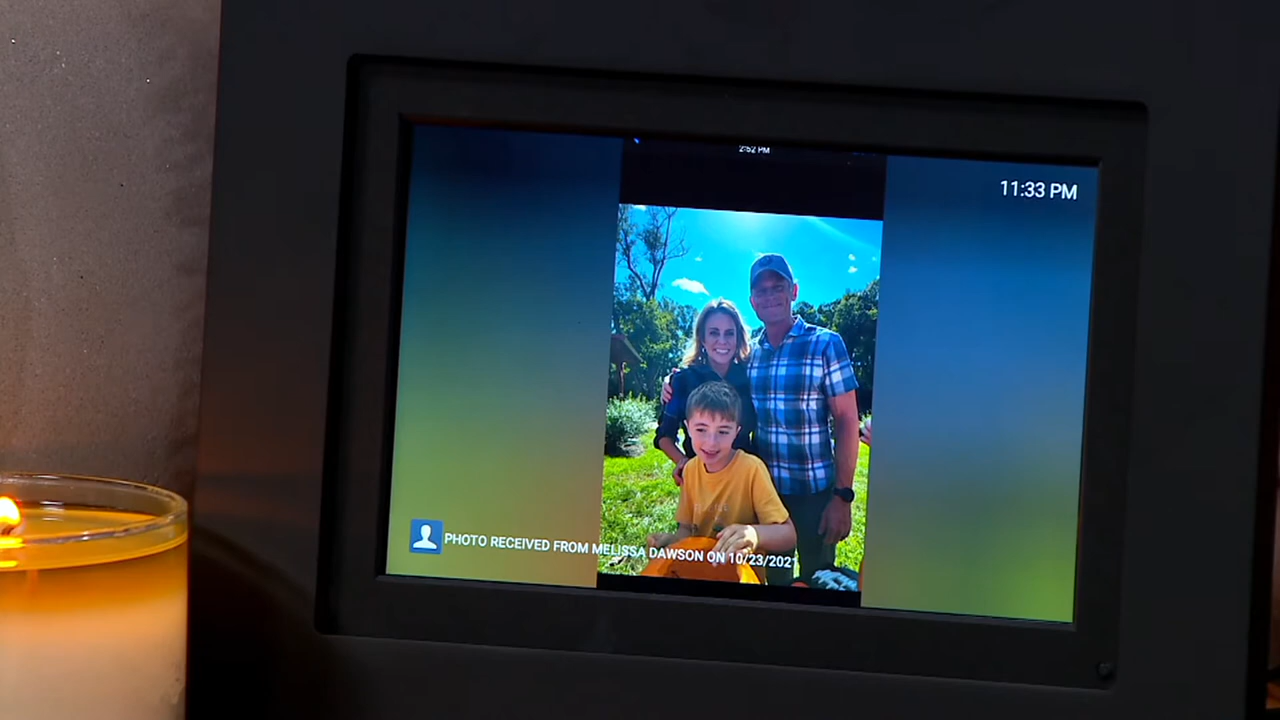 2:52 PM
11:33 PM
PHOTO RECEIVED FROM MELISSA DAWSON ON 10/23/2021